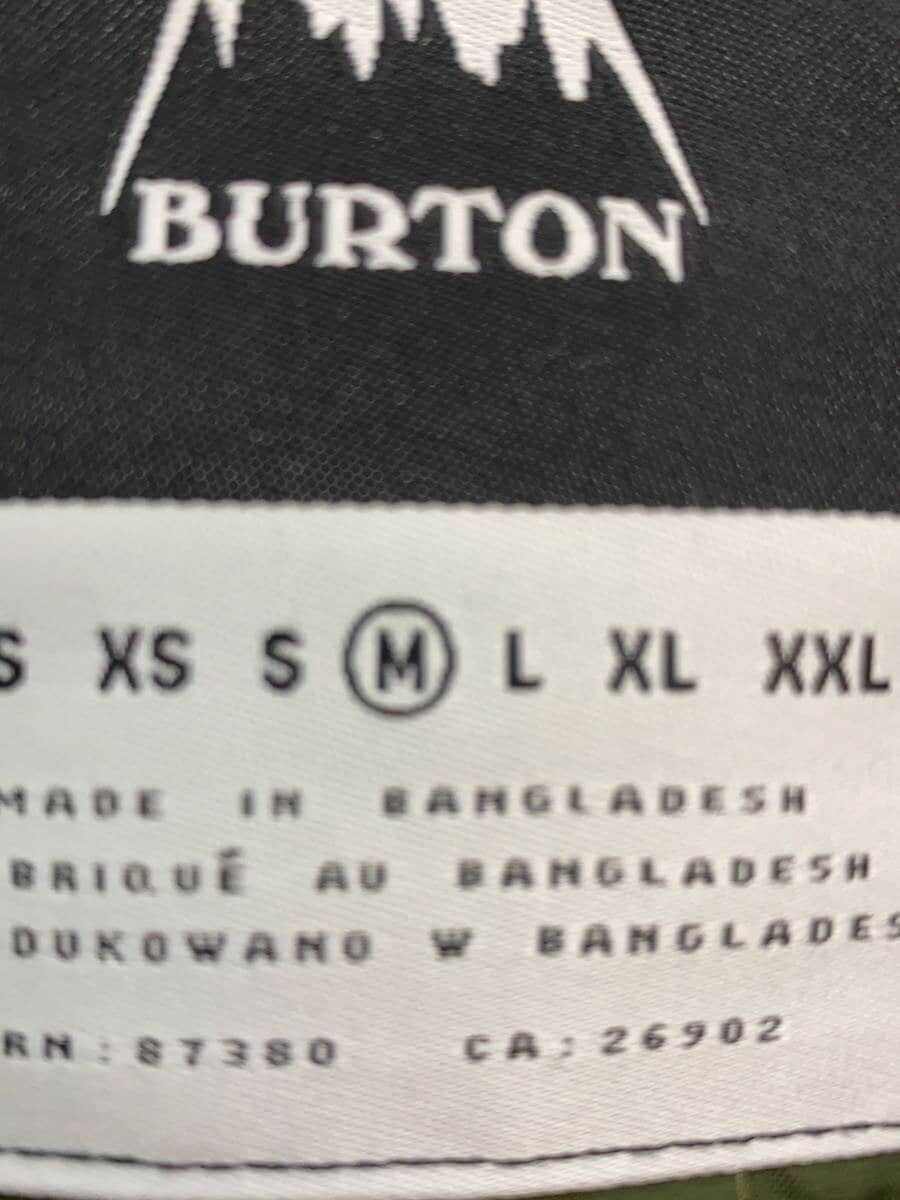 BURTON
S XS S M L XL XXL
MADE IN BANGLADESH
BRIQUÉ AU BANGLADESH
DUKOWANO W BANGLADES
RN:87380 CA:26902